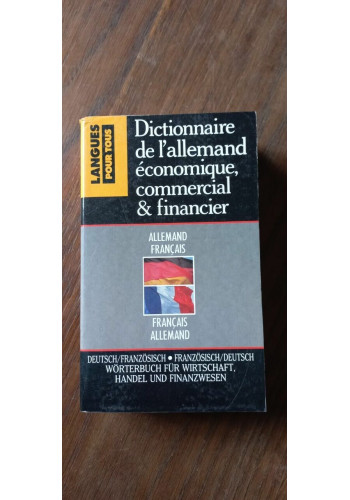 LANGUES
POUR TOUS
Dictionnaire
de l'allemand
économique,
commercial
& financier
ALLEMAND
FRANÇAIS
FRANÇAIS
ALLEMAND
DEUTSCH/FRANZÖSISCH • FRANZÖSISCH/DEUTSCH
WÖRTERBUCH FÜR WIRTSCHAFT,
HANDEL UND FINANZWESEN